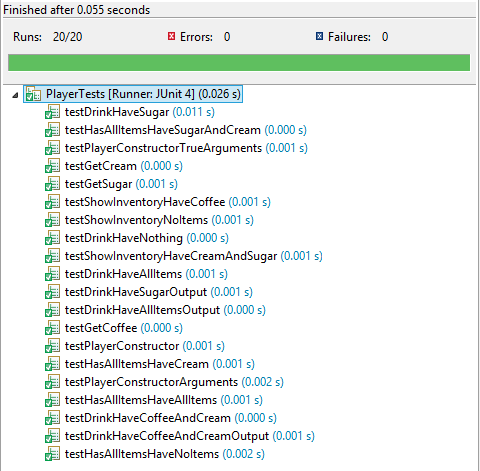 Finished after 0.055 seconds
Runs: 20/20 Errors: 0 Failures: 0
PlayerTests [Runner: JUnit 4] (0.026 s)
testDrinkHaveSugar (0.011 s)
testHasAllItemsHaveSugarAndCream (0.000 s)
testPlayerConstructorTrueArguments (0.001 s)
testGetCream (0.000 s)
testGetSugar (0.001 s)
testShowInventoryHaveCoffee (0.001 s)
testShowInventoryNoItems (0.001 s)
testDrinkHaveNothing (0.000 s)
testShowInventoryHaveCreamAndSugar (0.001 s)
testDrinkHaveAllItems (0.001 s)
testDrinkHaveSugarOutput (0.001 s)
testDrinkHaveAllItemsOutput (0.000 s)
testGetCoffee (0.000 s)
testPlayerConstructor (0.001 s)
testHasAllItemsHaveCream (0.001 s)
testPlayerConstructorArguments (0.002 s)
testHasAllItemsHaveAllItems (0.001 s)
testDrinkHaveCoffeeAndCream (0.000 s)
testDrinkHaveCoffeeAndCreamOutput (0.001 s)
testHasAllItemsHaveNoItems (0.002 s)